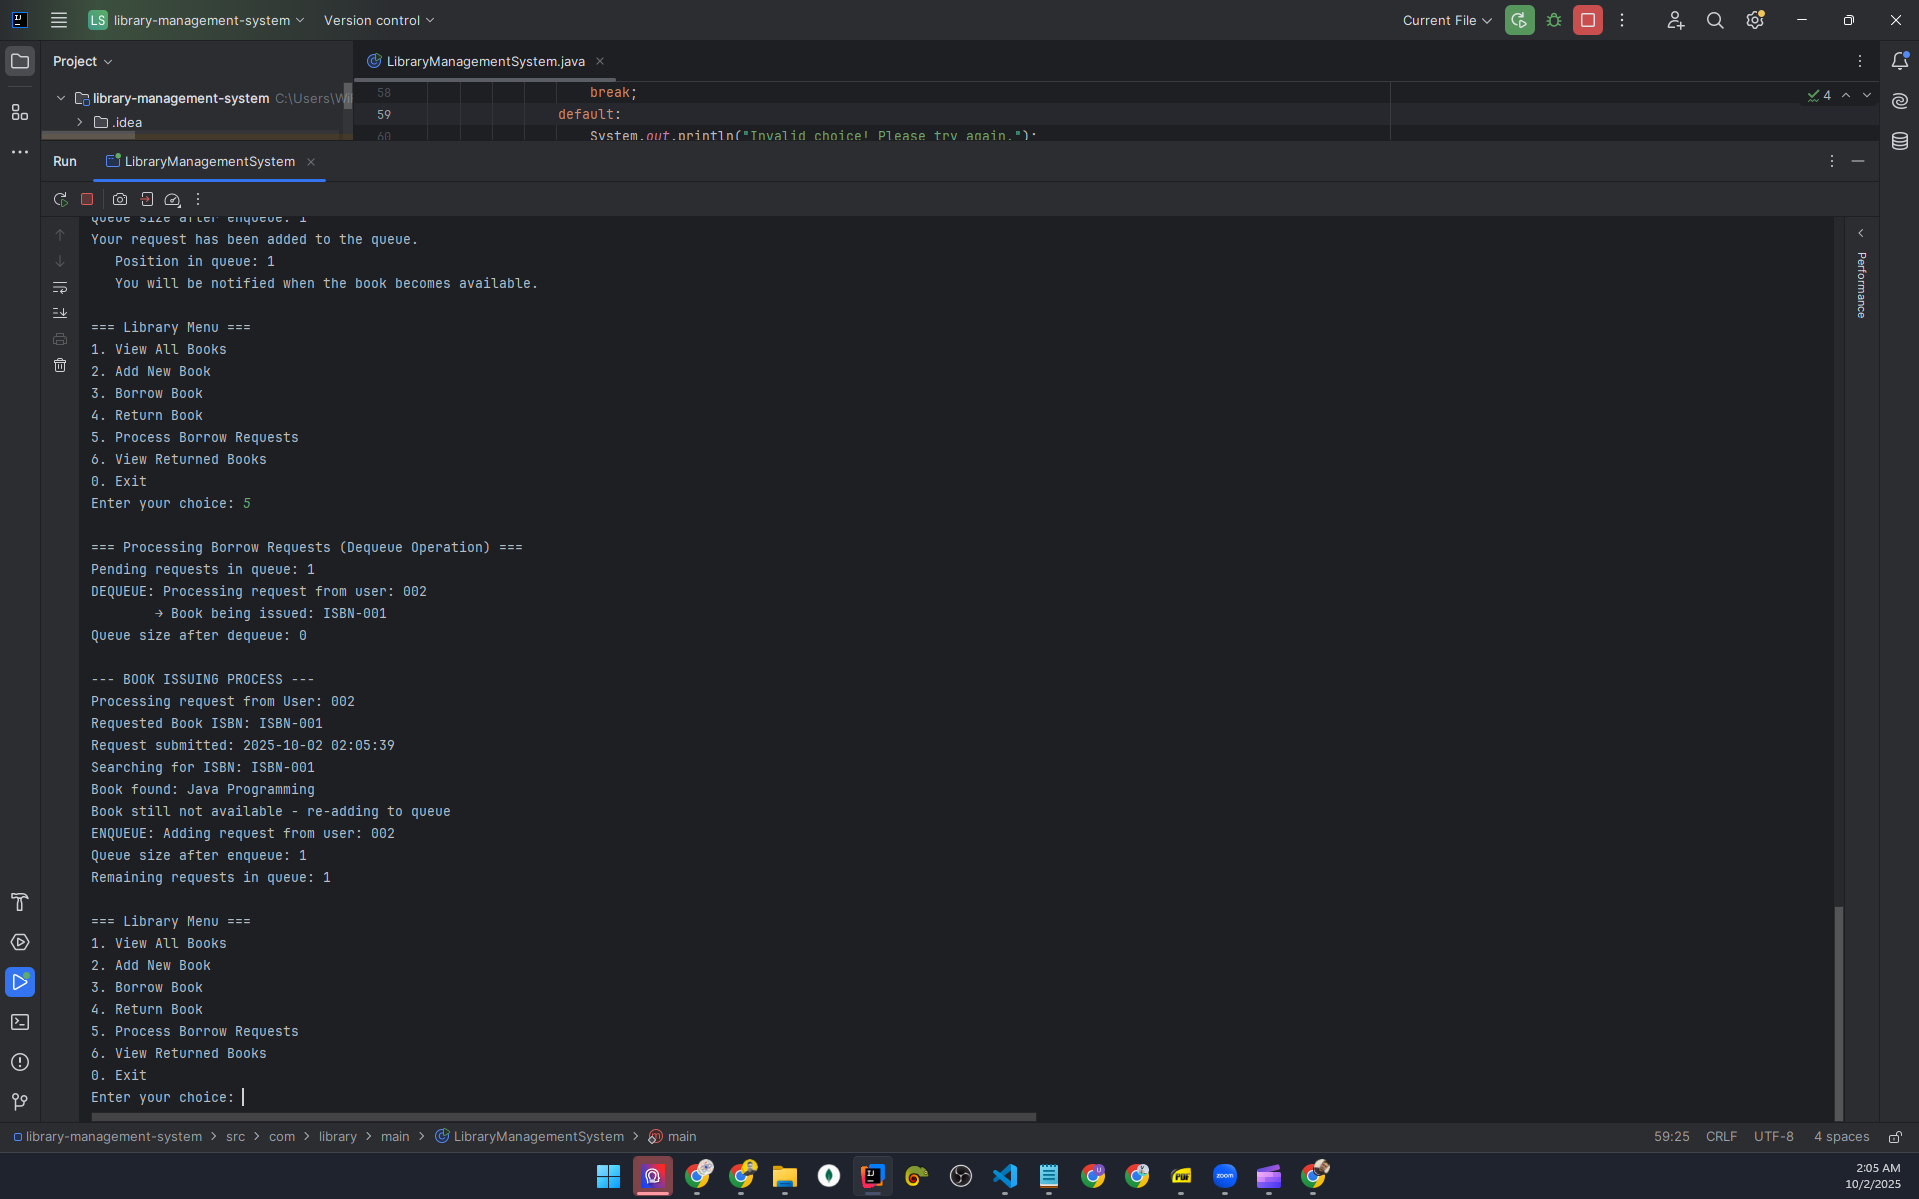 LS library-management-system Version control Current File
Project
LibraryManagementSystem.java
library-management-system C:\Users\Wil
.idea
58 break;
4
59 default:
60 System.out.println("Invalid choice! Please try again.");
Run LibraryManagementSystem
Queue size after enqueue: 1
Your request has been added to the queue.
Position in queue: 1
You will be notified when the book becomes available.
Performance
=== Library Menu ===
1. View All Books
2. Add New Book
3. Borrow Book
4. Return Book
5. Process Borrow Requests
6. View Returned Books
0. Exit
Enter your choice: 5
=== Processing Borrow Requests (Dequeue Operation) ===
Pending requests in queue: 1
DEQUEUE: Processing request from user: 002
→ Book being issued: ISBN-001
Queue size after dequeue: 0
--- BOOK ISSUING PROCESS ---
Processing request from User: 002
Requested Book ISBN: ISBN-001
Request submitted: 2025-10-02 02:05:39
Searching for ISBN: ISBN-001
Book found: Java Programming
Book still not available - re-adding to queue
ENQUEUE: Adding request from user: 002
Queue size after enqueue: 1
Remaining requests in queue: 1
=== Library Menu ===
1. View All Books
2. Add New Book
3. Borrow Book
4. Return Book
5. Process Borrow Requests
6. View Returned Books
0. Exit
Enter your choice:
library-management-system > src > com > library > main > LibraryManagementSystem > main
59:25 CRLF UTF-8 4 spaces
PDF
zoom
2:05 AM
10/2/2025